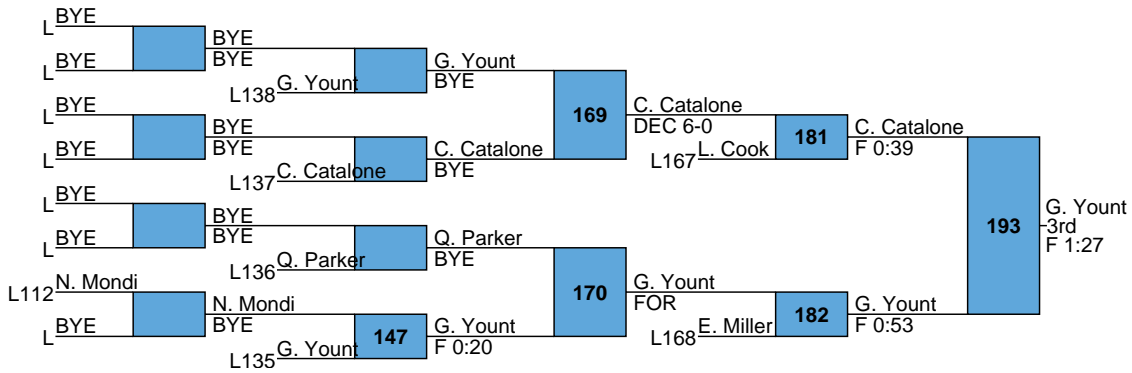 BYE
L
BYE
L
BYE
BYE
L138
G. Yount
G. Yount
BYE
BYE
L
BYE
L
BYE
BYE
L137
C. Catalone
C. Catalone
BYE
169
C. Catalone
DEC 6-0
L167
L. Cook
181
C. Catalone
F 0:39
BYE
L
BYE
L
BYE
BYE
L136
Q. Parker
Q. Parker
BYE
L112
N. Mondi
L
BYE
N. Mondi
BYE
L135
G. Yount
147
G. Yount
F 0:20
170
G. Yount
FOR
L168
E. Miller
182
G. Yount
F 0:53
193
G. Yount
3rd
F 1:27